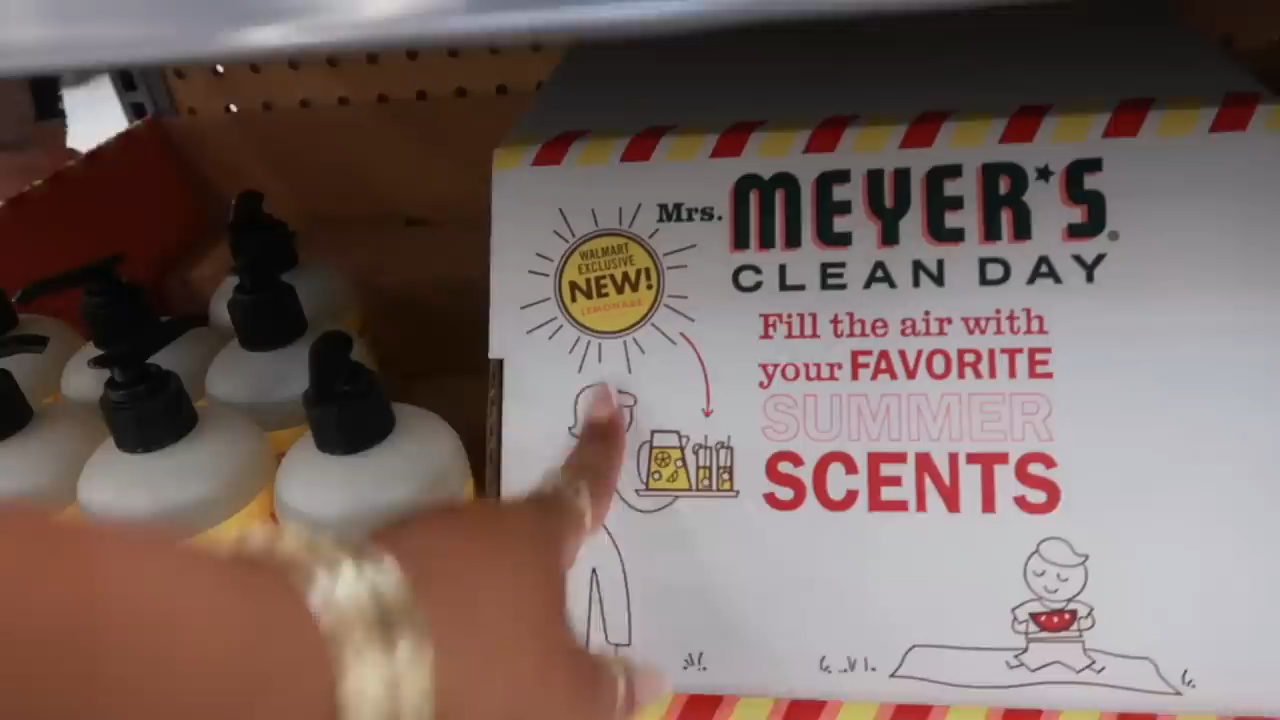 Mrs. MEYER'S®
CLEAN DAY
WALMART
EXCLUSIVE
NEW!
LEMONADE
Fill the air with
your FAVORITE
SUMMER
SCENTS